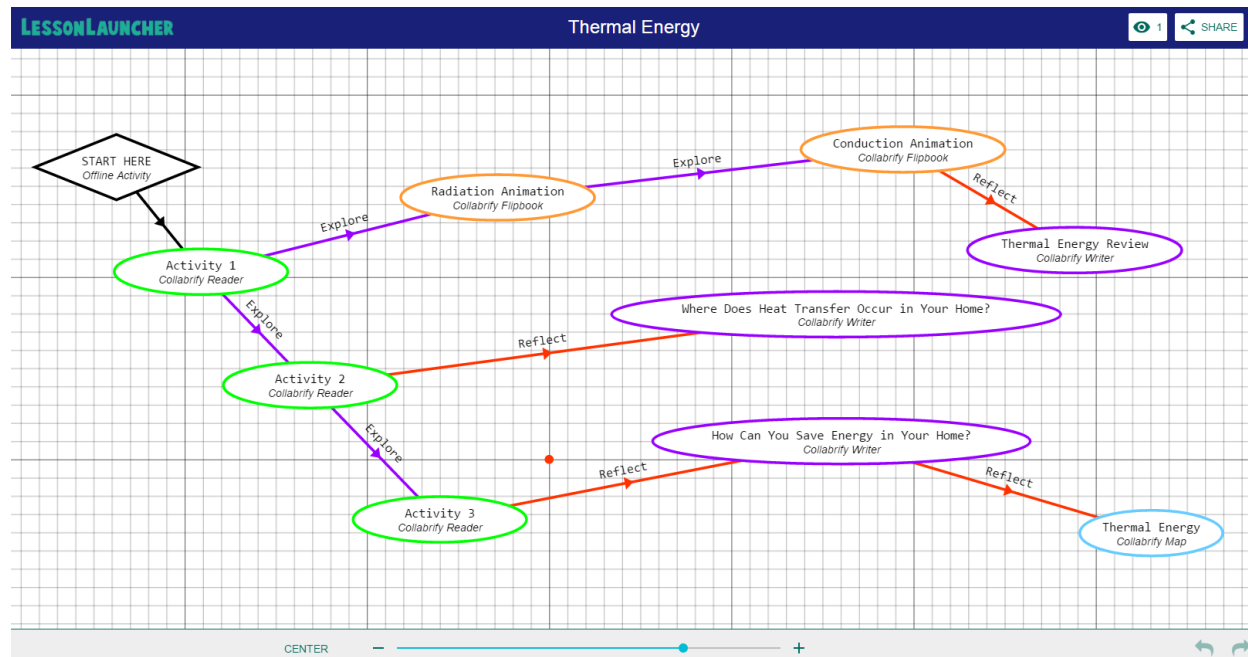 LESSONLAUNCHER
Thermal Energy
1
SHARE
START HERE
Offline Activity
Conduction Animation
Collabrify Flipbook
Explore
Radiation Animation
Collabrify Flipbook
Reflect
Explore
Thermal Energy Review
Collabrify Writer
Activity 1
Collabrify Reader
Explore
Where Does Heat Transfer Occur in Your Home?
Collabrify Writer
Reflect
Activity 2
Collabrify Reader
Explore
How Can You Save Energy in Your Home?
Collabrify Writer
Reflect
Reflect
Activity 3
Collabrify Reader
Thermal Energy
Collabrify Map
CENTER